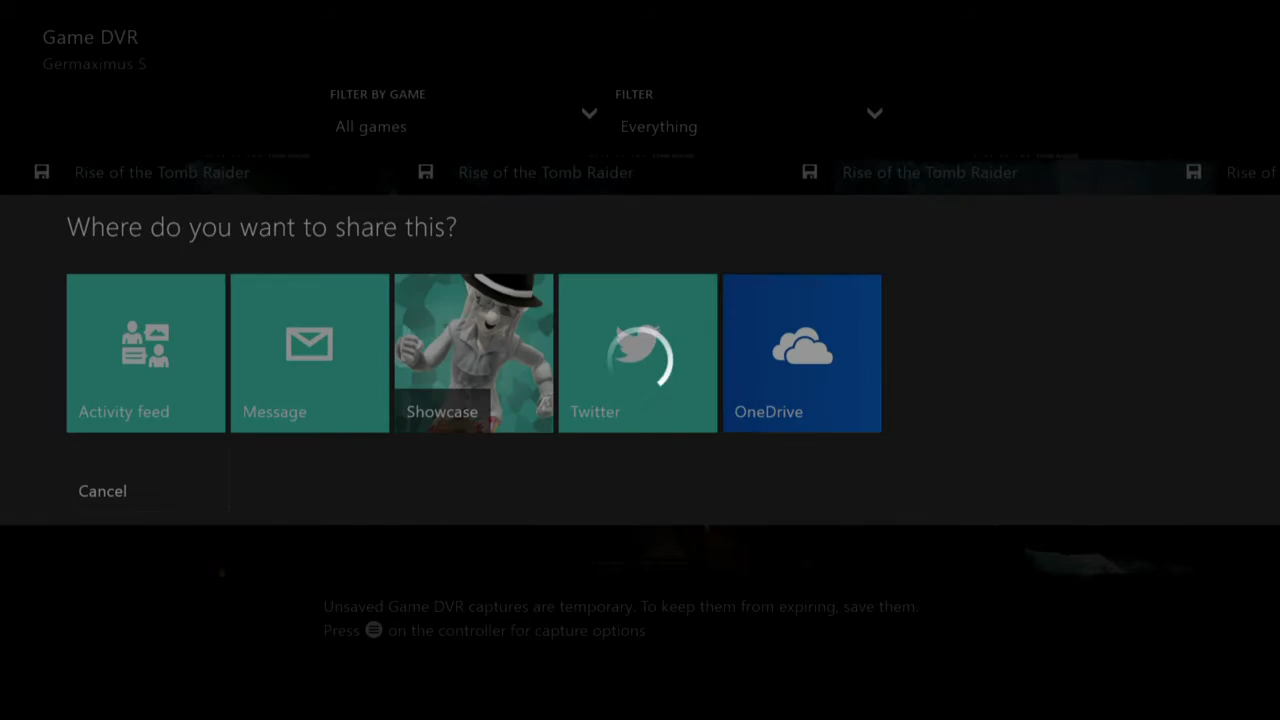 Game DVR
Germaximus S
FILTER BY GAME
All games
FILTER
Everything
Rise of the Tomb Raider
Rise of the Tomb Raider
Rise of the Tomb Raider
Rise of
Where do you want to share this?
Activity feed
Message
Showcase
Twitter
OneDrive
Cancel
Unsaved Game DVR captures are temporary. To keep them from expiring, save them.
Press on the controller for capture options